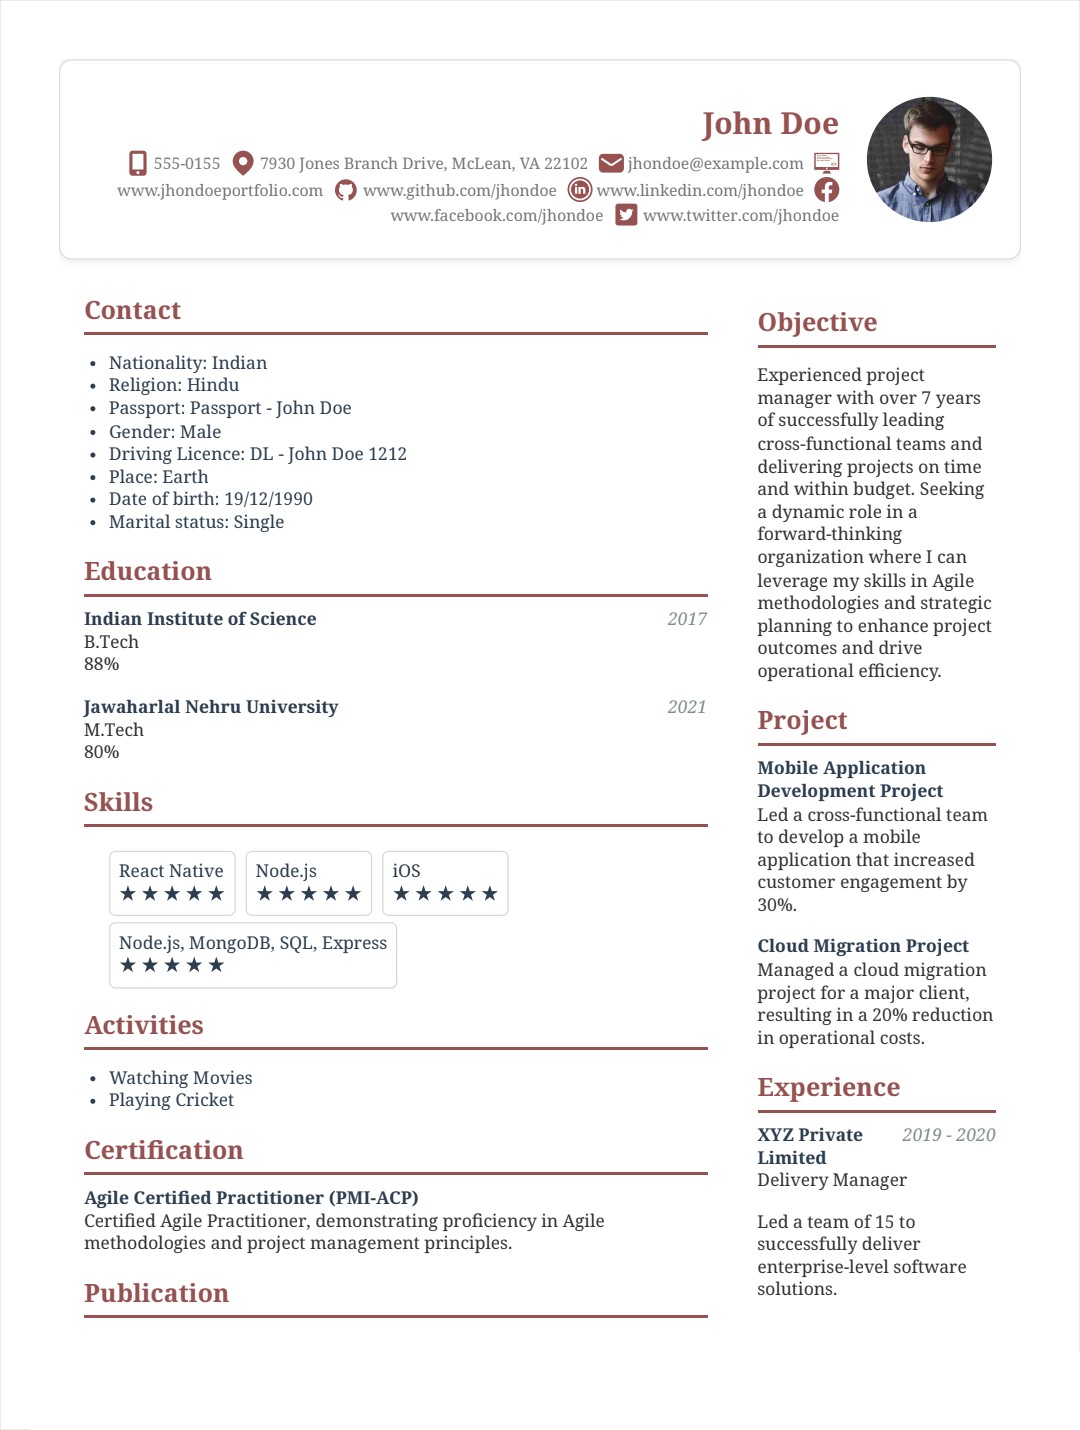 John Doe
555-0155 7930 Jones Branch Drive, McLean, VA 22102 jhondoe@example.com
www.jhondoeportfolio.com www.github.com/jhondoe www.linkedin.com/jhondoe
www.facebook.com/jhondoe www.twitter.com/jhondoe
Contact
• Nationality: Indian
• Religion: Hindu
• Passport: Passport - John Doe
• Gender: Male
• Driving Licence: DL - John Doe 1212
• Place: Earth
• Date of birth: 19/12/1990
• Marital status: Single
Education
Indian Institute of Science 2017
B.Tech
88%
Jawaharlal Nehru University 2021
M.Tech
80%
Skills
React Native Node.js iOS
★★★★★ ★★★★★ ★★★★★
Node.js, MongoDB, SQL, Express
★★★★★
Activities
• Watching Movies
• Playing Cricket
Certification
Agile Certified Practitioner (PMI-ACP)
Certified Agile Practitioner, demonstrating proficiency in Agile
methodologies and project management principles.
Publication
Objective
Experienced project
manager with over 7 years
of successfully leading
cross-functional teams and
delivering projects on time
and within budget. Seeking
a dynamic role in a
forward-thinking
organization where I can
leverage my skills in Agile
methodologies and strategic
planning to enhance project
outcomes and drive
operational efficiency.
Project
Mobile Application
Development Project
Led a cross-functional team
to develop a mobile
application that increased
customer engagement by
30%.
Cloud Migration Project
Managed a cloud migration
project for a major client,
resulting in a 20% reduction
in operational costs.
Experience
XYZ Private 2019 - 2020
Limited
Delivery Manager
Led a team of 15 to
successfully deliver
enterprise-level software
solutions.